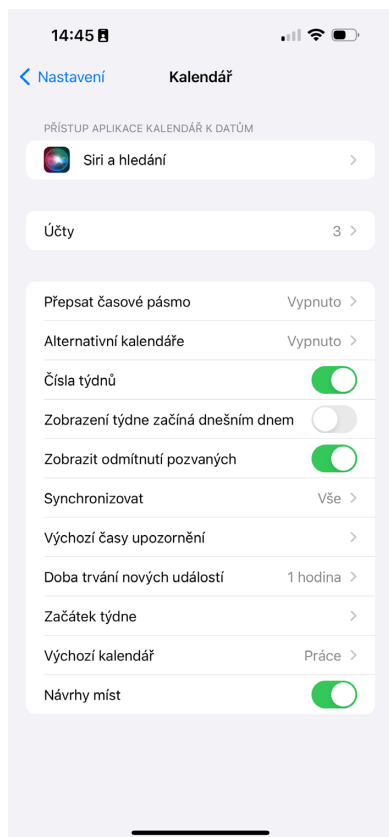 14:45
Nastavení
Kalendář
PŘÍSTUP APLIKACE KALENDÁŘ K DATŮM
Siri a hledání
Účty 3
Přepsat časové pásmo Vypnuto
Alternativní kalendáře Vypnuto
Čísla týdnů
Zobrazení týdne začíná dnešním dnem
Zobrazit odmítnutí pozvaných
Synchronizovat Vše
Výchozí časy upozornění
Doba trvání nových událostí 1 hodina
Začátek týdne
Výchozí kalendář Práce
Návrhy míst